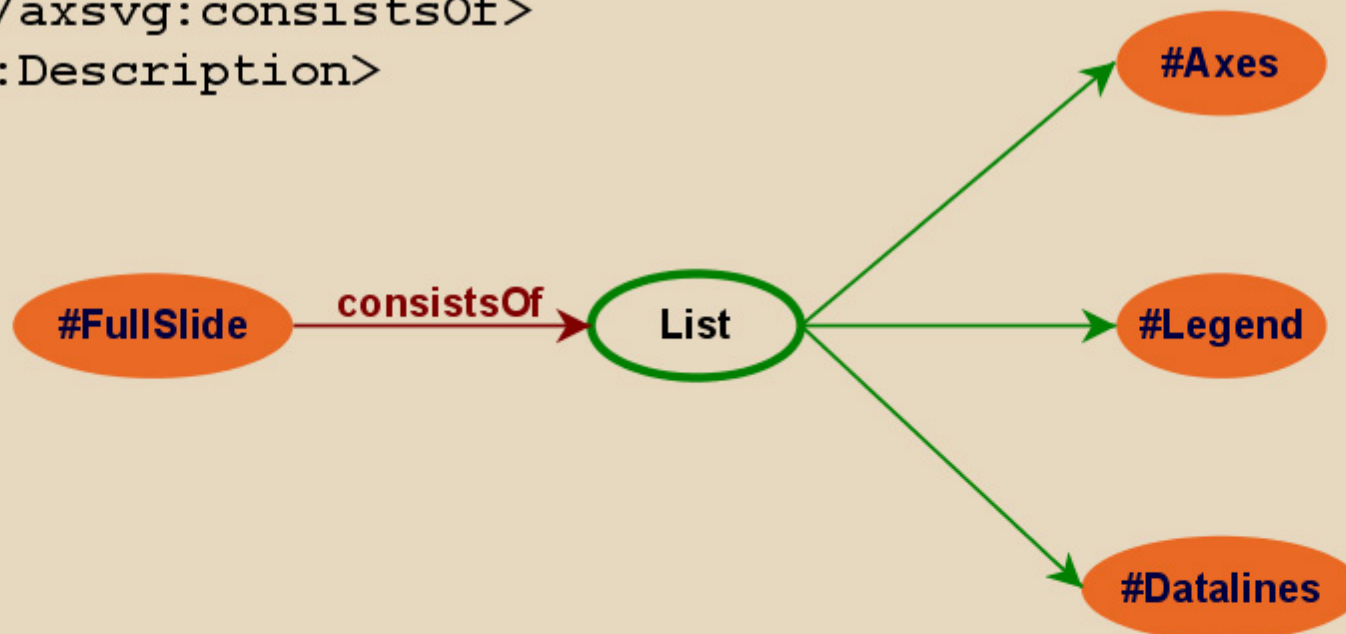 /axsvg:consistsOf>
:Description>
#Axes
consistsOf
#FullSlide
List
#Legend
#Datalines